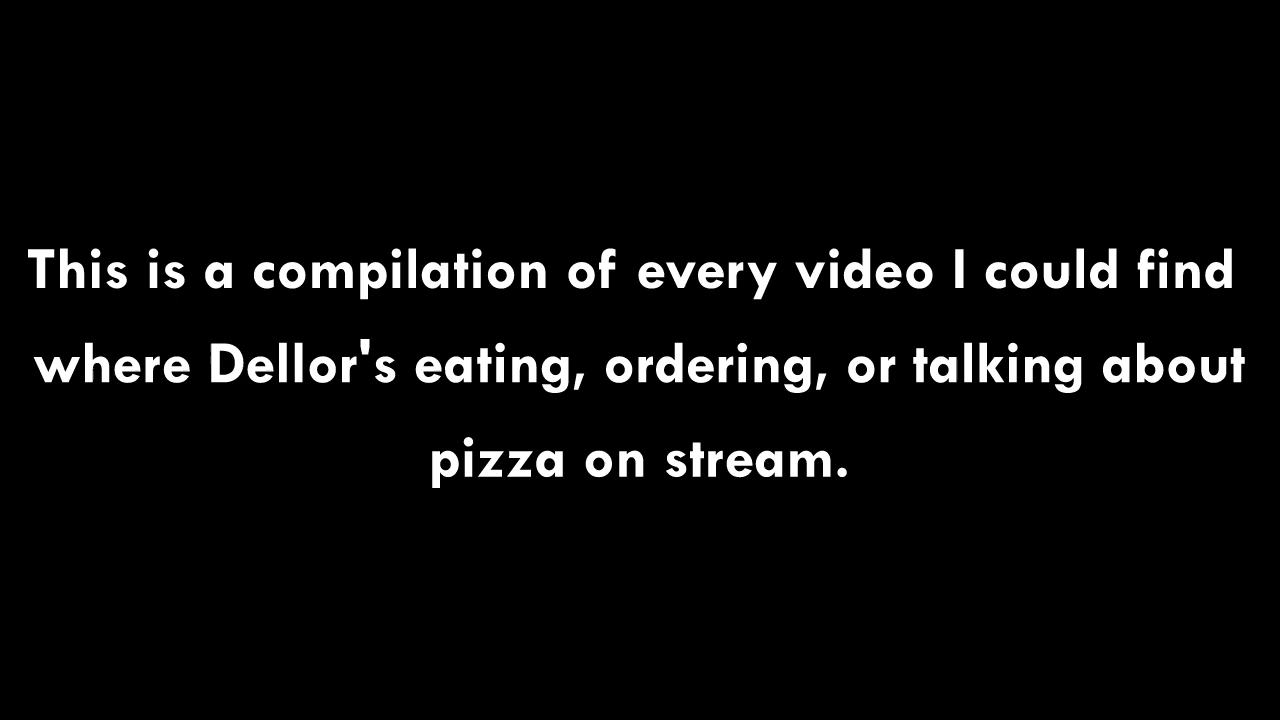 This is a compilation of every video I could find
where Dellor's eating, ordering, or talking about
pizza on stream.